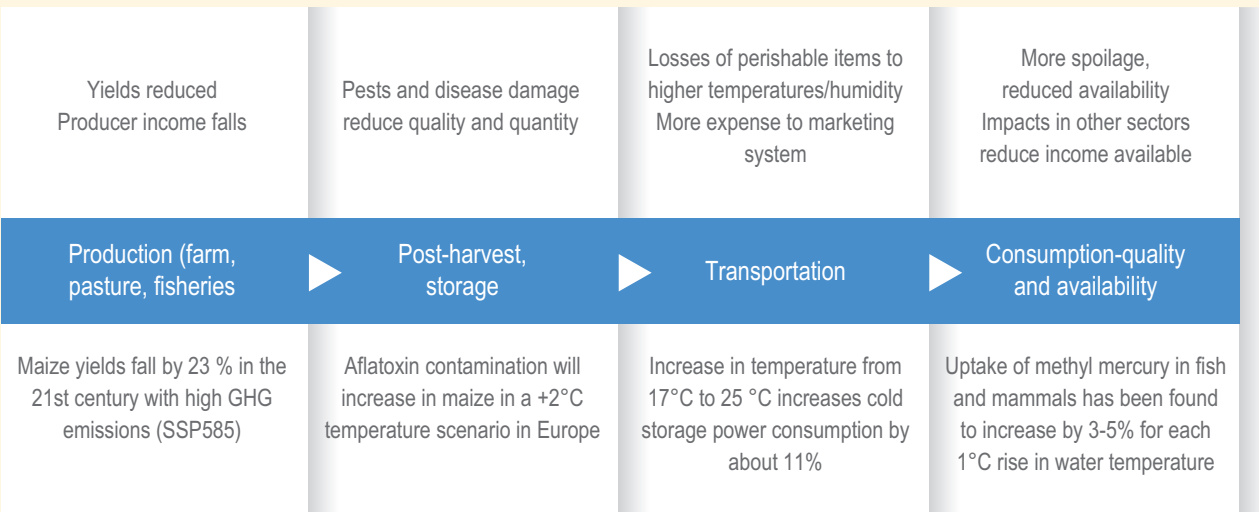 Yields reduced
Producer income falls
Pests and disease damage
reduce quality and quantity
Losses of perishable items to
higher temperatures/humidity
More expense to marketing
system
More spoilage,
reduced availability
Impacts in other sectors
reduce income available
Production (farm,
pasture, fisheries
Post-harvest,
storage
Transportation
Consumption-quality
and availability
Maize yields fall by 23 % in the
21st century with high GHG
emissions (SSP585)
Aflatoxin contamination will
increase in maize in a +2°C
temperature scenario in Europe
Increase in temperature from
17°C to 25 °C increases cold
storage power consumption by
about 11%
Uptake of methyl mercury in fish
and mammals has been found
to increase by 3-5% for each
1°C rise in water temperature